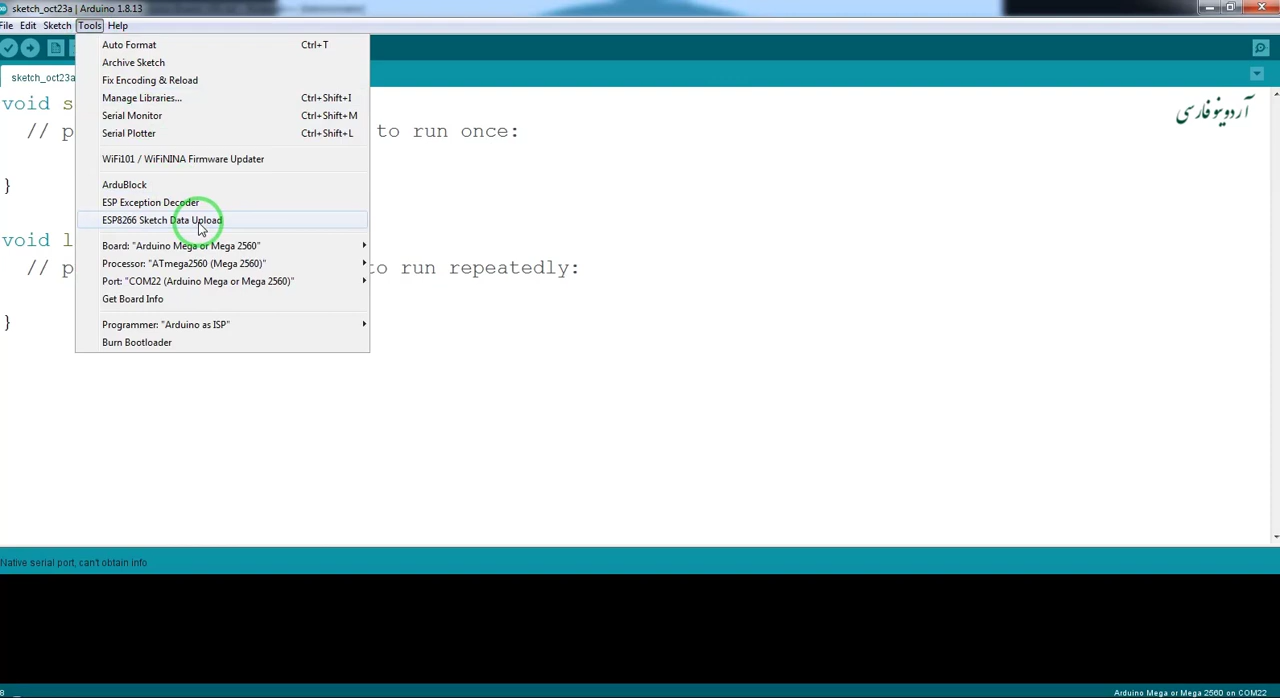 sketch_oct23a | Arduino 1.8.13
File Edit Sketch Tools Help
sketch_oct23a
Auto Format Ctrl+T
Archive Sketch
Fix Encoding & Reload
Manage Libraries... Ctrl+Shift+I
Serial Monitor Ctrl+Shift+M
Serial Plotter Ctrl+Shift+L
WiFi101 / WiFiNINA Firmware Updater
ArduBlock
ESP Exception Decoder
ESP8266 Sketch Data Upload
Board: "Arduino Mega or Mega 2560"
Processor: "ATmega2560 (Mega 2560)"
Port: "COM22 (Arduino Mega or Mega 2560)"
Get Board Info
Programmer: "Arduino as ISP"
Burn Bootloader
void s
// p to run once:
}
void l
// p to run repeatedly:
}
آردوینو فارسی
Native serial port, can't obtain info
8
Arduino Mega or Mega 2560 on COM22